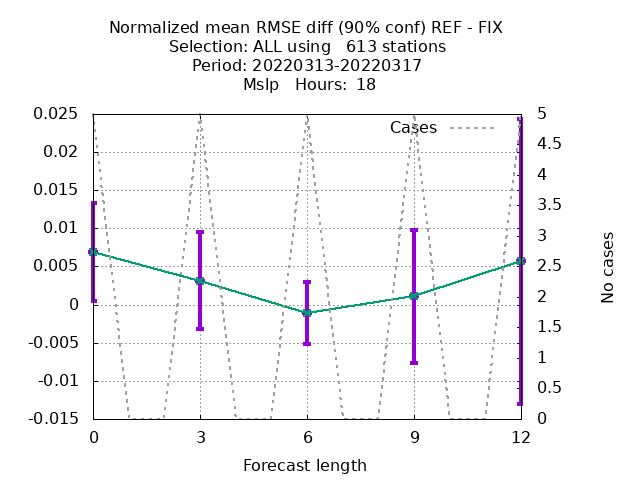 Normalized mean RMSE diff (90% conf) REF - FIX
Selection: ALL using   613 stations
Period: 20220313-20220317
Mslp   Hours:  18
0.025
0.02
0.015
0.01
0.005
0
-0.005
-0.01
-0.015
Cases
5
4.5
4
3.5
3
2.5
2
1.5
1
0.5
0
No cases
0 3 6 9 12
Forecast length